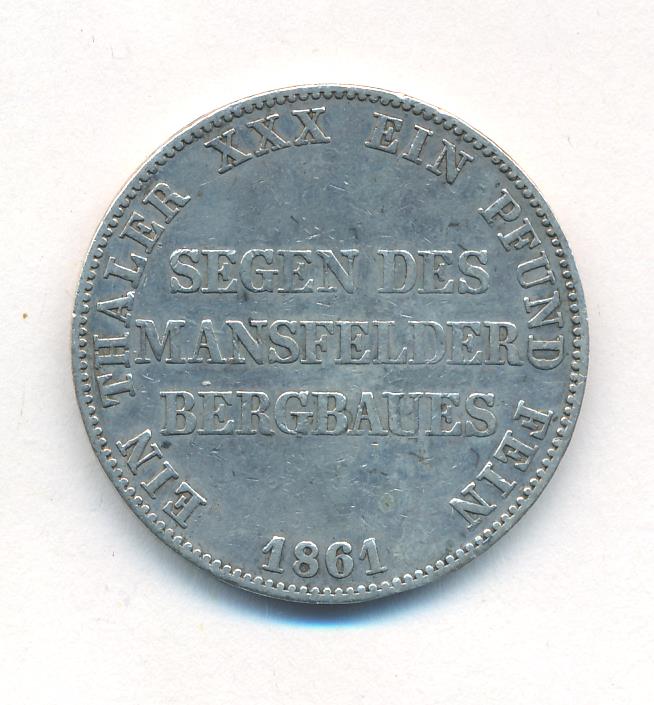 EIN THALER XXX EIN PFUND FEIN
SEGEN DES
MANSFELDER
BERGBAUES
1861